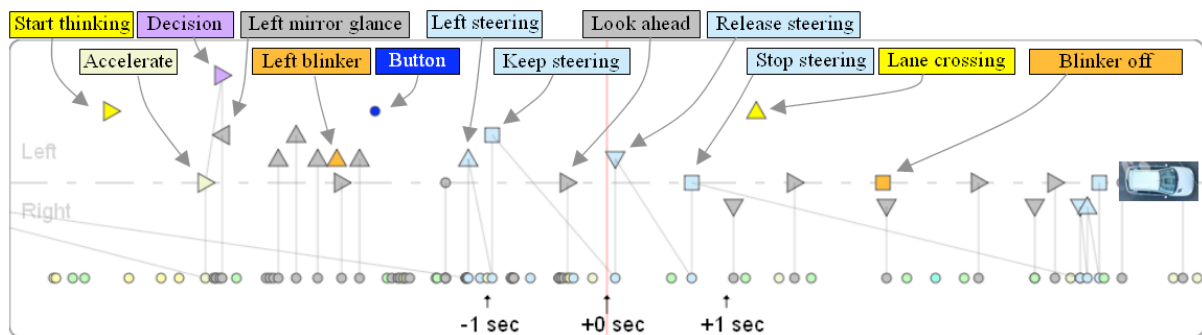 Start thinking
Decision
Left mirror glance
Left steering
Look ahead
Release steering
Accelerate
Left blinker
Button
Keep steering
Stop steering
Lane crossing
Blinker off
Left
Right
-1 sec
+0 sec
+1 sec